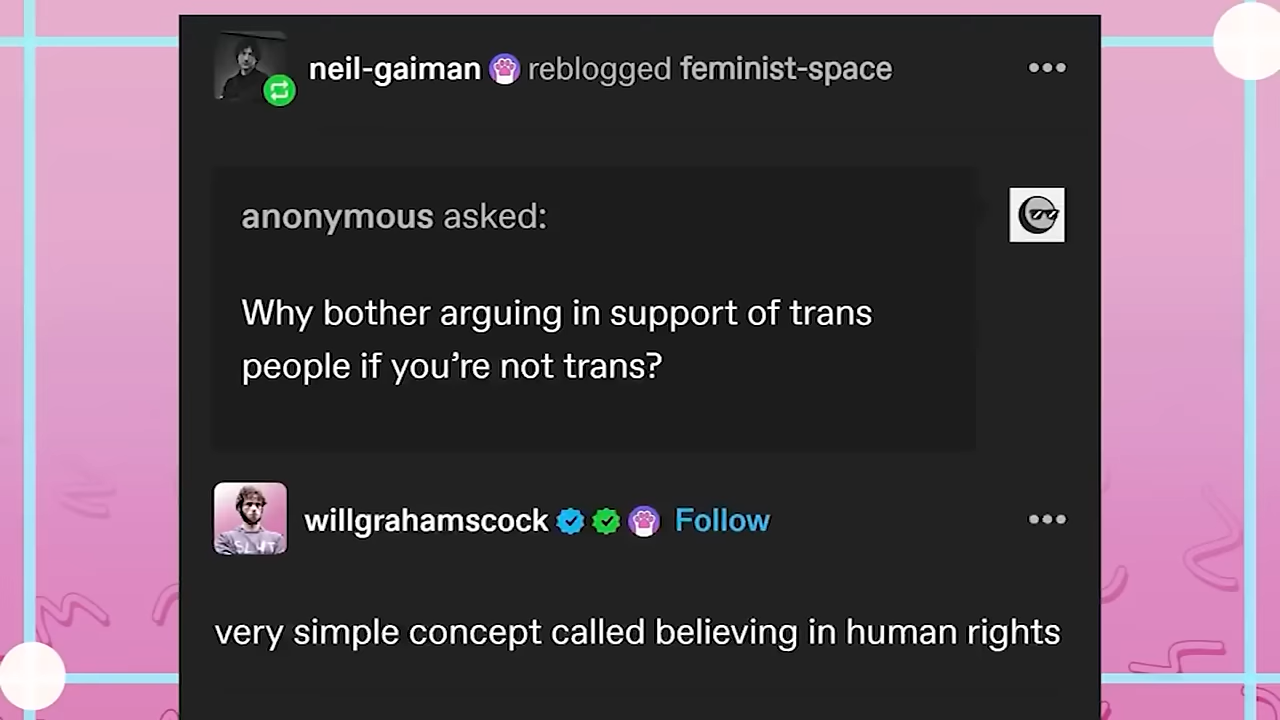 neil-gaiman reblogged feminist-space
anonymous asked:
Why bother arguing in support of trans
people if you’re not trans?
willgrahamscock Follow
SLUT
very simple concept called believing in human rights